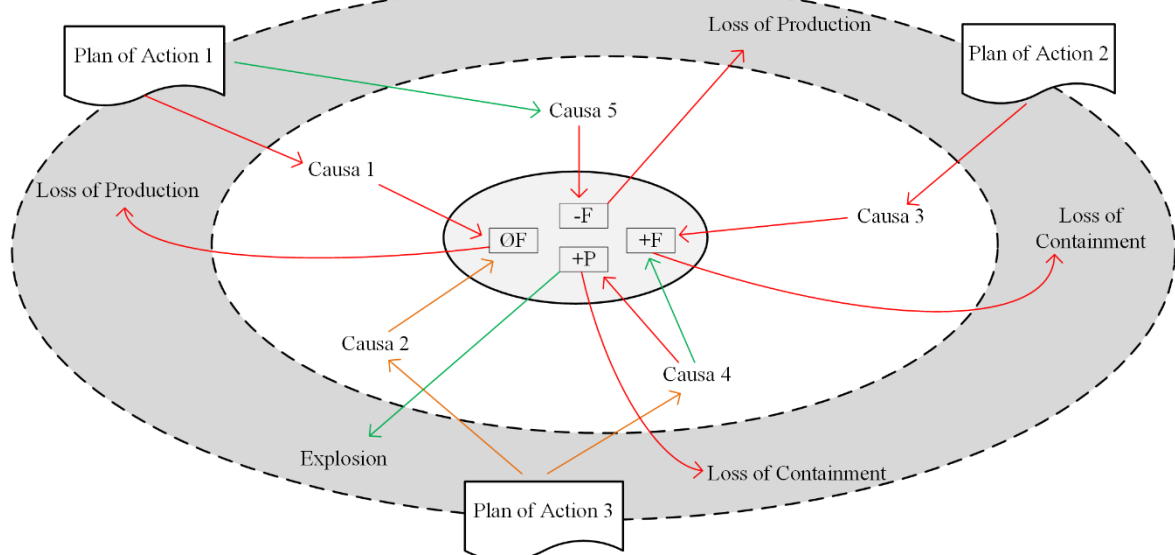 Loss of Production
Plan of Action 1
Plan of Action 2
Causa 5
Causa 1
Loss of Production
-F
Causa 3
Loss of
Containment
ØF
+F
+P
Causa 2
Causa 4
Explosion
Loss of Containment
Plan of Action 3